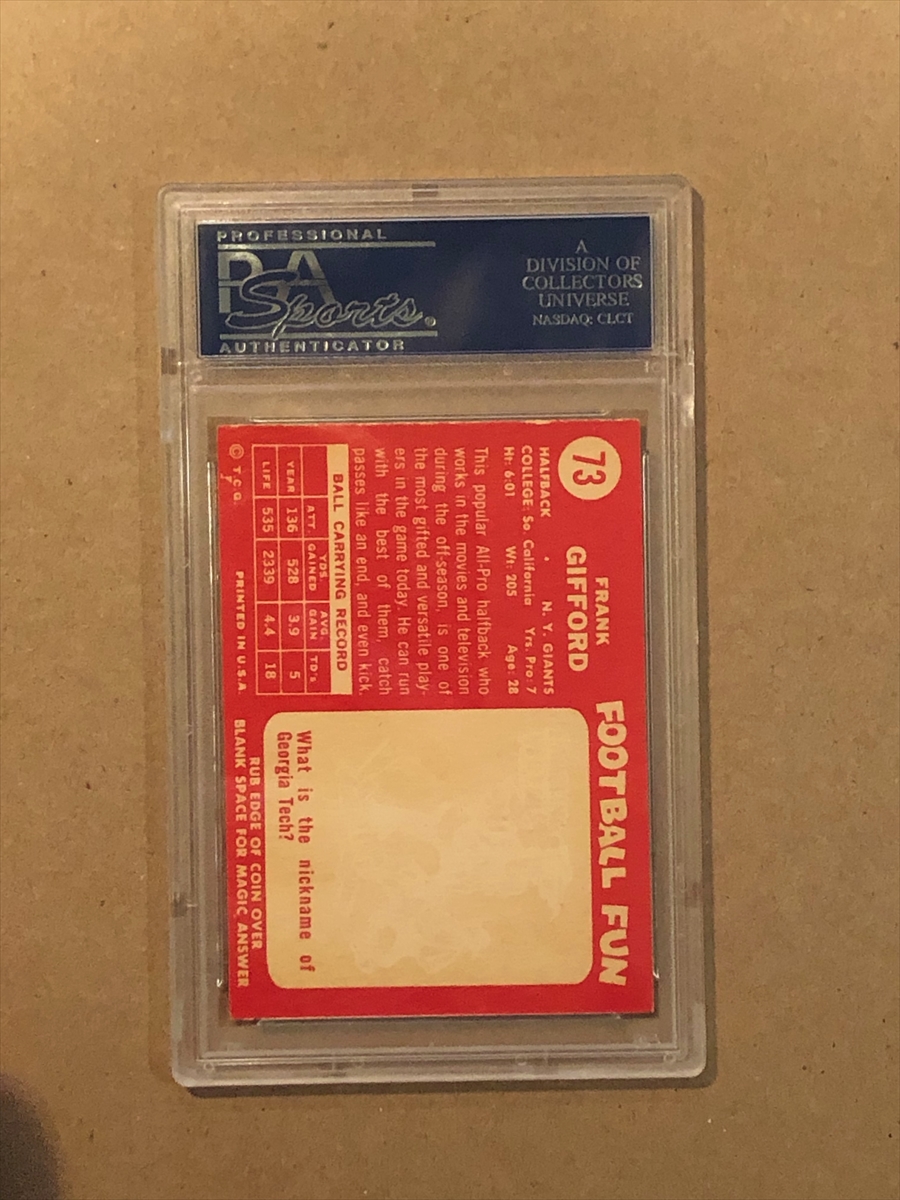 PROFESSIONAL
PSA
Sports
AUTHENTICATOR
A
DIVISION OF
COLLECTORS
UNIVERSE
NASDAQ: CLCT
73
FRANK
GIFFORD
HALFBACK • N. Y. GIANTS
COLLEGE: So. California Yrs. Pro: 7
Ht: 6:01 Wt: 205 Age: 28
This popular All-Pro halfback who
works in the movies and television
during the off-season, is one of
the most gifted and versatile play-
ers in the game today. He can run
with the best of them, catch
passes like an end, and even kick.
BALL CARRYING RECORD
ATT. YDS. GAINED AVG. GAIN TD's
YEAR 136 528 3.9 5
LIFE 535 2339 4.4 18
© T.C.G. PRINTED IN U.S.A.
FOOTBALL FUN
What is the nickname of
Georgia Tech?
RUB EDGE OF COIN OVER
BLANK SPACE FOR MAGIC ANSWER